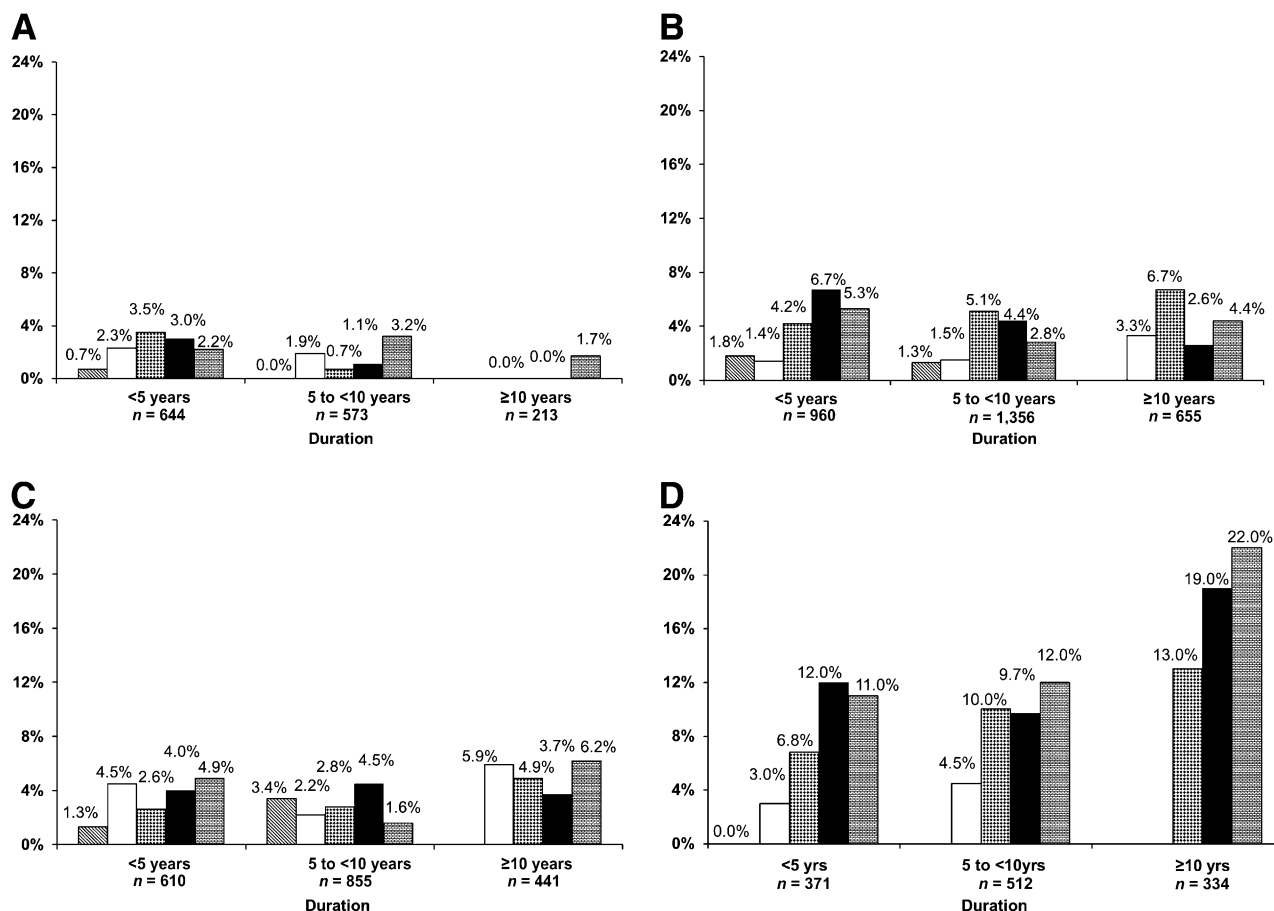 A
24%
20%
16%
12%
8%
4%
0%
0.7%
2.3%
3.5%
3.0%
2.2%
0.0%
1.9%
0.7%
1.1%
3.2%
0.0%
0.0%
1.7%
<5 years
n = 644
5 to <10 years
n = 573
≥10 years
n = 213
Duration
B
24%
20%
16%
12%
8%
4%
0%
1.8%
1.4%
4.2%
6.7%
5.3%
1.3%
1.5%
5.1%
4.4%
2.8%
3.3%
6.7%
2.6%
4.4%
<5 years
n = 960
5 to <10 years
n = 1,356
≥10 years
n = 655
Duration
C
24%
20%
16%
12%
8%
4%
0%
1.3%
4.5%
2.6%
4.0%
4.9%
3.4%
2.2%
2.8%
4.5%
1.6%
5.9%
4.9%
3.7%
6.2%
<5 years
n = 610
5 to <10 years
n = 855
≥10 years
n = 441
Duration
D
24%
20%
16%
12%
8%
4%
0%
0.0%
3.0%
6.8%
12.0%
11.0%
4.5%
10.0%
9.7%
12.0%
13.0%
19.0%
22.0%
<5 yrs
n = 371
5 to <10yrs
n = 512
≥10 yrs
n = 334
Duration